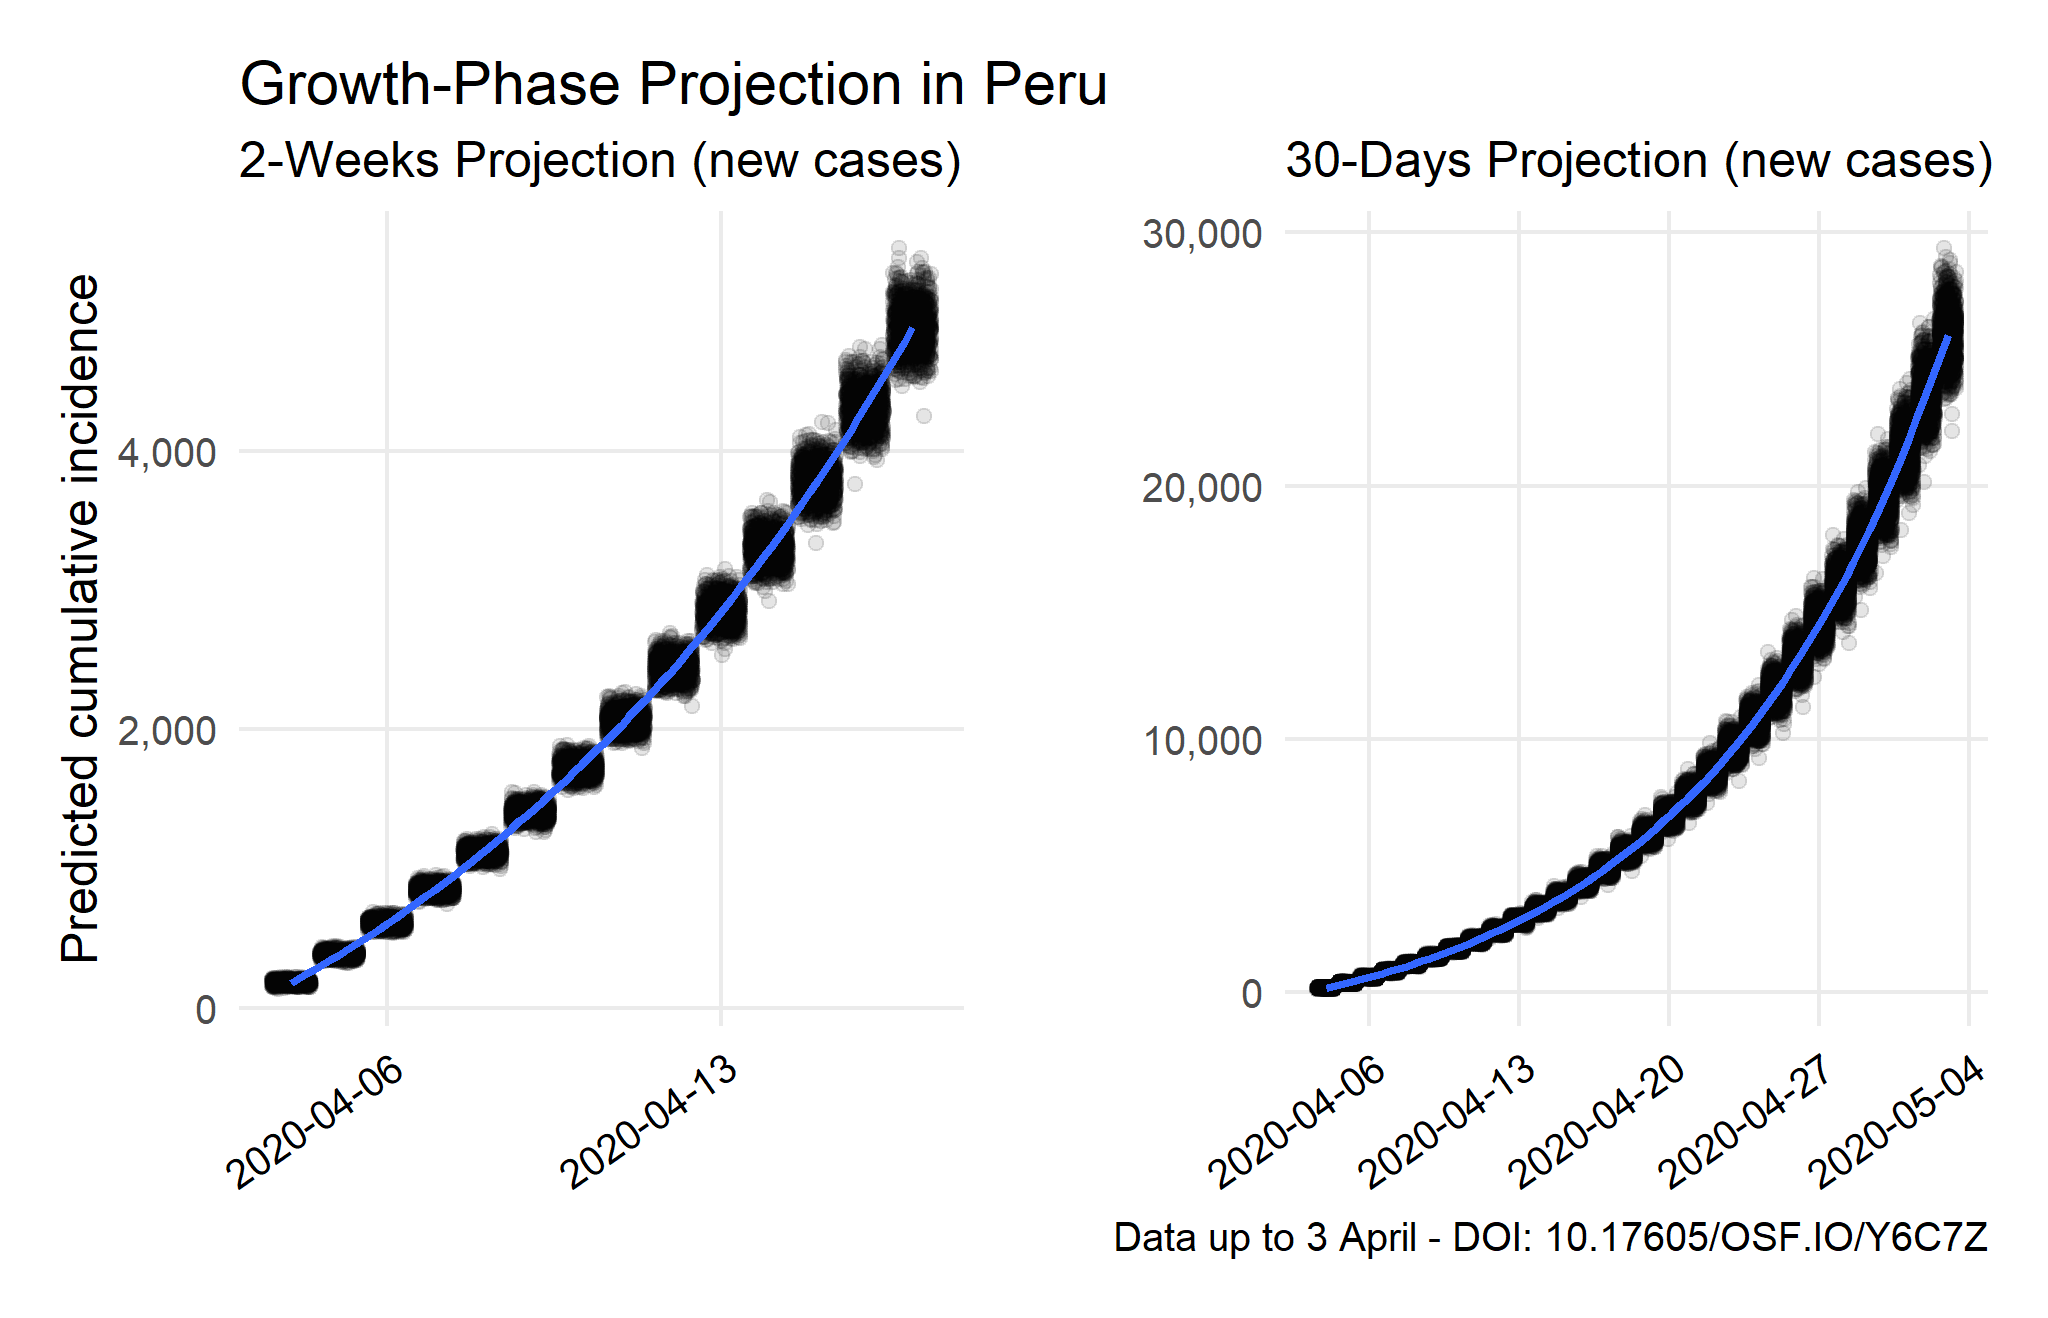 Growth-Phase Projection in Peru
2-Weeks Projection (new cases)
Predicted cumulative incidence
4,000
2,000
0
2020-04-06
2020-04-13
30-Days Projection (new cases)
30,000
20,000
10,000
0
2020-04-06
2020-04-13
2020-04-20
2020-04-27
2020-05-04
Data up to 3 April - DOI: 10.17605/OSF.IO/Y6C7Z